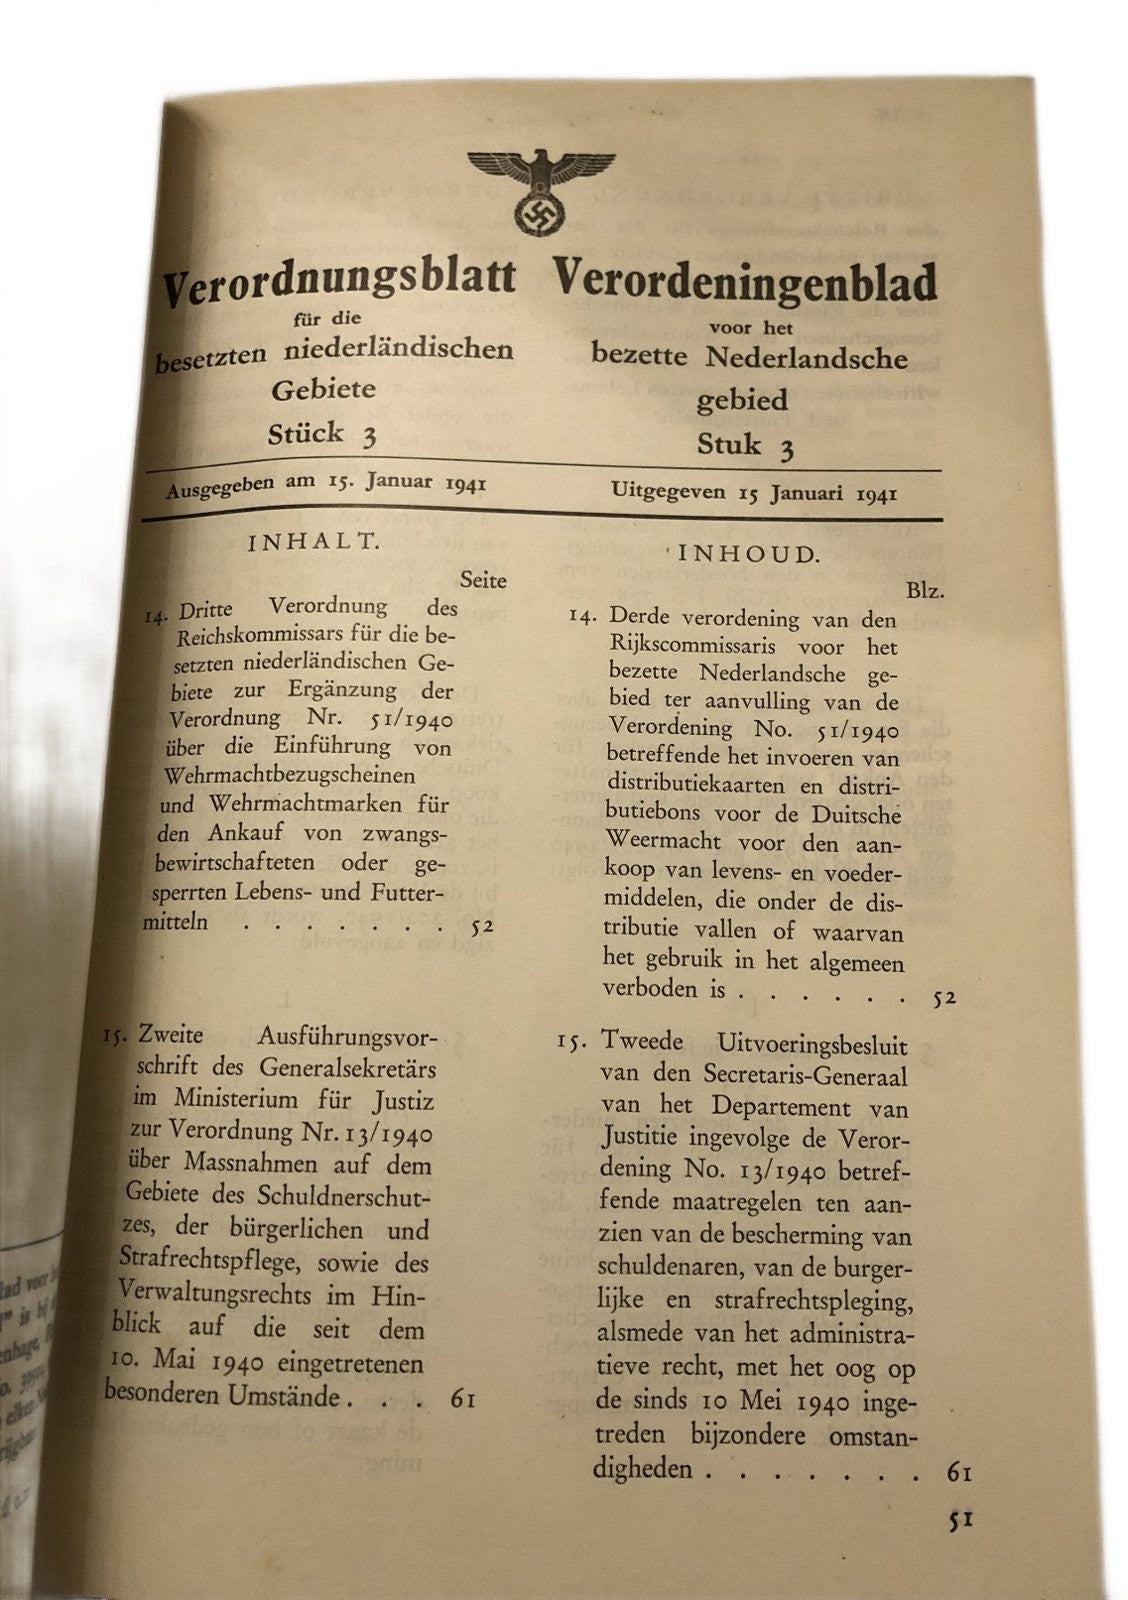 Verordnungsblatt
für die
besetzten niederländischen
Gebiete
Stück 3
Verordeningenblad
voor het
bezette Nederlandsche
gebied
Stuk 3
Ausgegeben am 15. Januar 1941
Uitgegeven 15 Januari 1941
INHALT.
Seite
14. Dritte Verordnung des
Reichskommissars für die be-
setzten niederländischen Ge-
biete zur Ergänzung der
Verordnung Nr. 51/1940
über die Einführung von
Wehrmachtbezugscheinen
und Wehrmachtmarken für
den Ankauf von zwangs-
bewirtschafteten oder ge-
sperrten Lebens- und Futter-
mitteln . . . . . . . 52
15. Zweite Ausführungsvor-
schrift des Generalsekretärs
im Ministerium für Justiz
zur Verordnung Nr. 13/1940
über Massnahmen auf dem
Gebiete des Schuldnerschut-
zes, der bürgerlichen und
Strafrechtspflege, sowie des
Verwaltungsrechts im Hin-
blick auf die seit dem
10. Mai 1940 eingetretenen
besonderen Umstände . . . 61
INHOUD.
Blz.
14. Derde verordening van den
Rijkscommissaris voor het
bezette Nederlandsche ge-
bied ter aanvulling van de
Verordening No. 51/1940
betreffende het invoeren van
distributiekaarten en distri-
butiebons voor de Duitsche
Weermacht voor den aan-
koop van levens- en voeder-
middelen, die onder de dis-
tributie vallen of waarvan
het gebruik in het algemeen
verboden is . . . . . . 52
15. Tweede Uitvoeringsbesluit
van den Secretaris-Generaal
van het Departement van
Justitie ingevolge de Veror-
dening No. 13/1940 betref-
fende maatregelen ten aan-
zien van de bescherming van
schuldenaren, van de burger-
lijke en strafrechtspleging,
alsmede van het administra-
tieve recht, met het oog op
de sinds 10 Mei 1940 inge-
treden bijzondere omstan-
digheden . . . . . . . 61
51